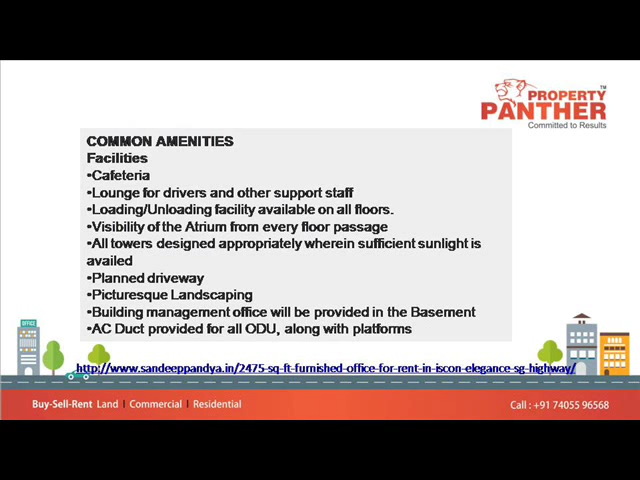 PROPERTY
PANTHER™
Committed to Results
COMMON AMENITIES
Facilities
•Cafeteria
•Lounge for drivers and other support staff
•Loading/Unloading facility available on all floors.
•Visibility of the Atrium from every floor passage
•All towers designed appropriately wherein sufficient sunlight is
availed
•Planned driveway
•Picturesque Landscaping
•Building management office will be provided in the Basement
•AC Duct provided for all ODU, along with platforms
OFFICE
http://www.sandeeppandya.in/2475-sq-ft-furnished-office-for-rent-in-iscon-elegance-sg-highway/
Buy-Sell-Rent Land | Commercial | Residential
Call : +91 74055 96568